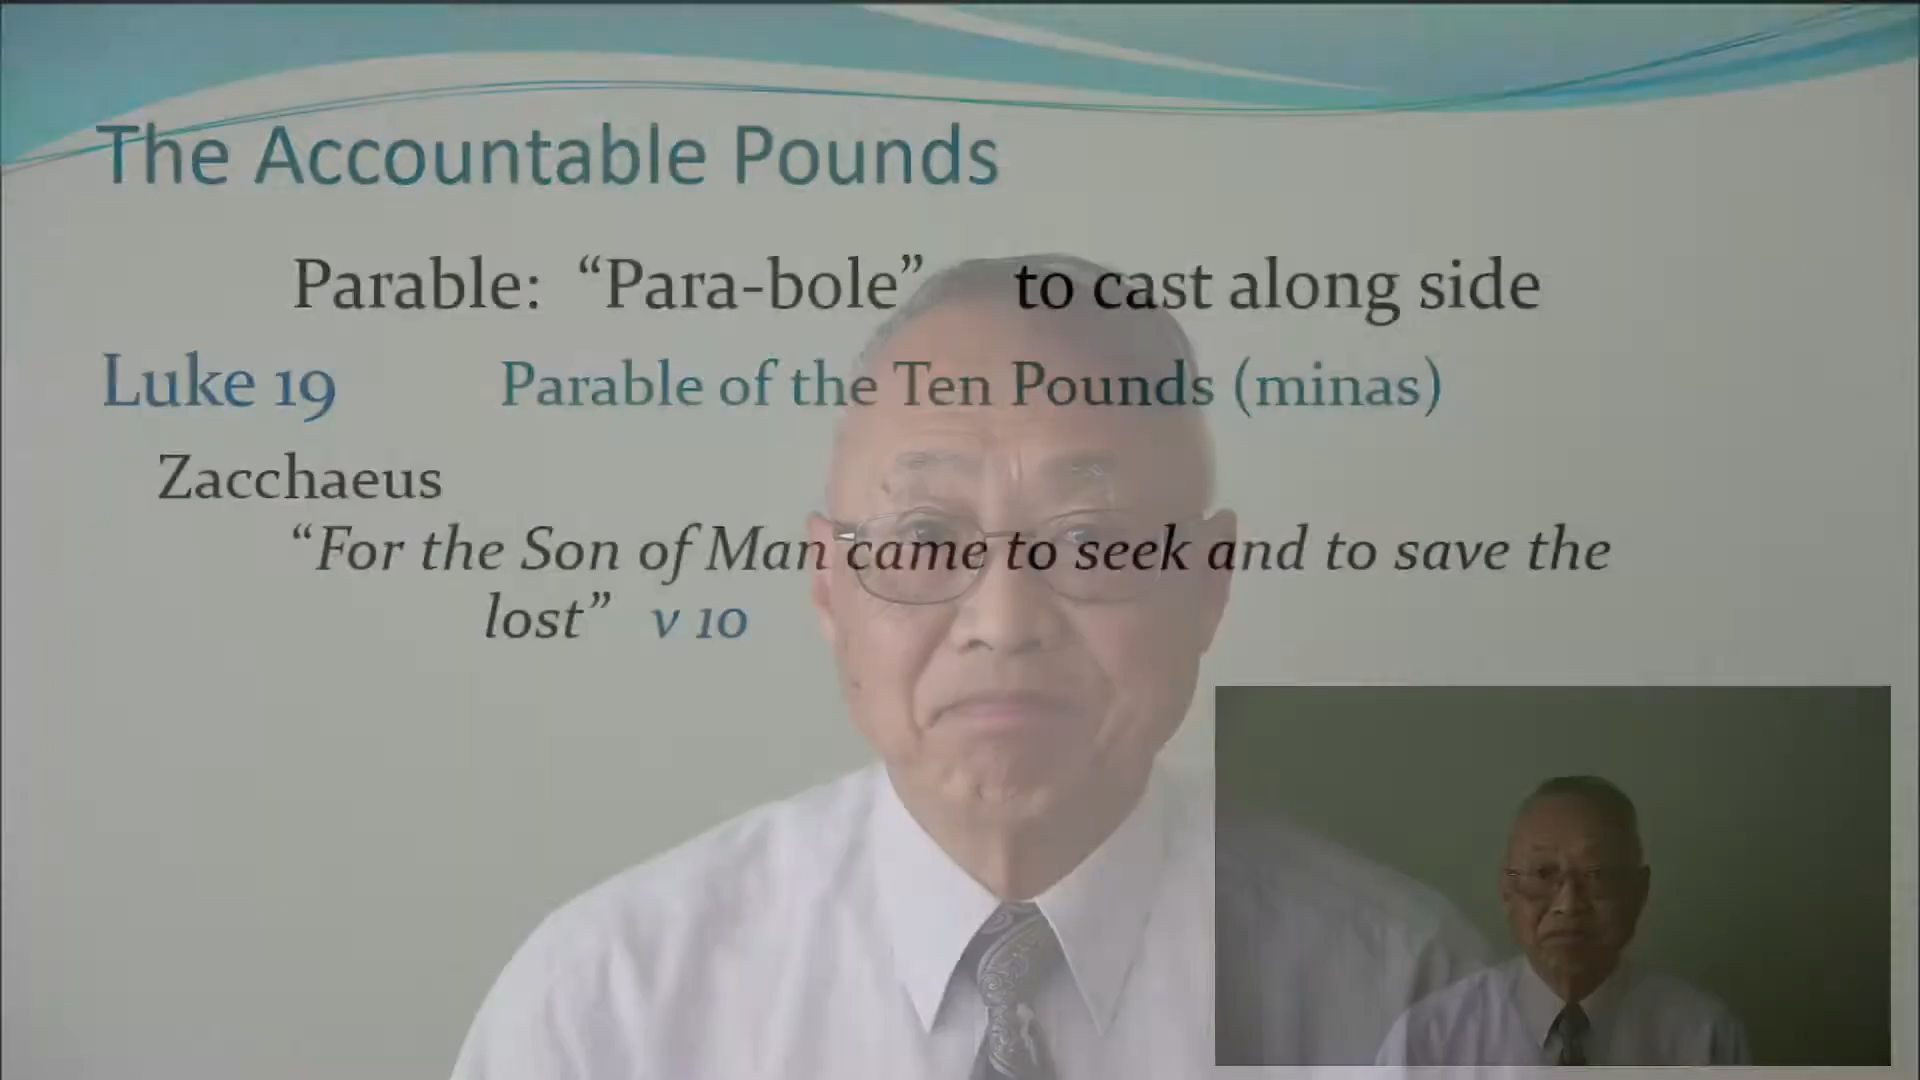 The Accountable Pounds
Parable: “Para-bole” to cast along side
Luke 19 Parable of the Ten Pounds (minas)
Zacchaeus
“For the Son of Man came to seek and to save the
lost” v 10